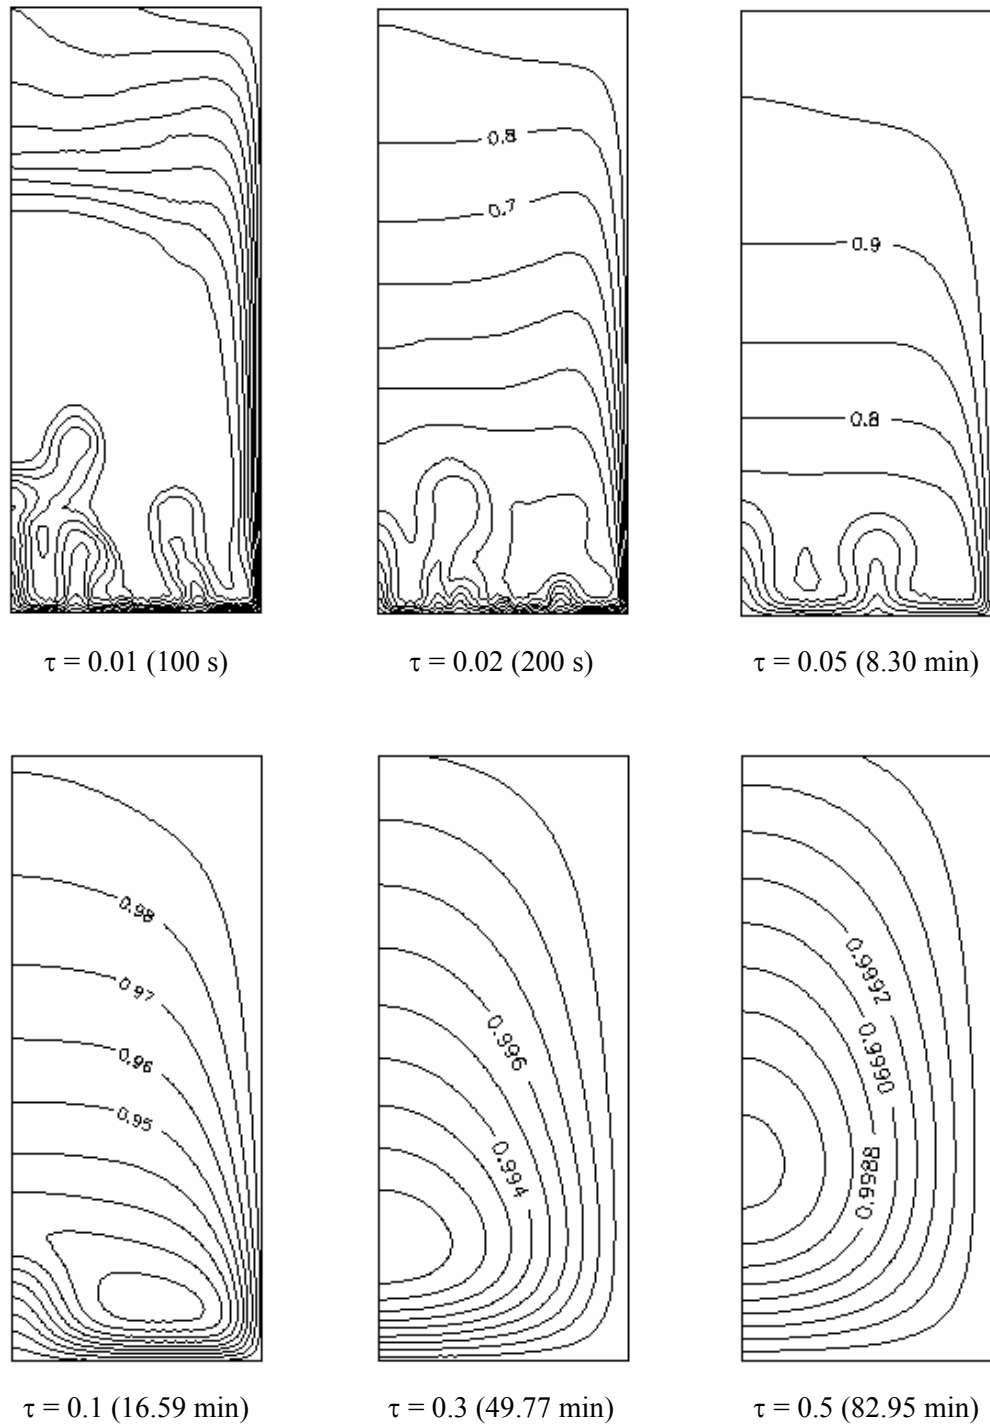 0.8
0.7
0.9
0.8
τ = 0.01 (100 s)
τ = 0.02 (200 s)
τ = 0.05 (8.30 min)
0.98
0.97
0.96
0.95
0.996
0.994
0.9992
0.9990
0.9988
τ = 0.1 (16.59 min)
τ = 0.3 (49.77 min)
τ = 0.5 (82.95 min)